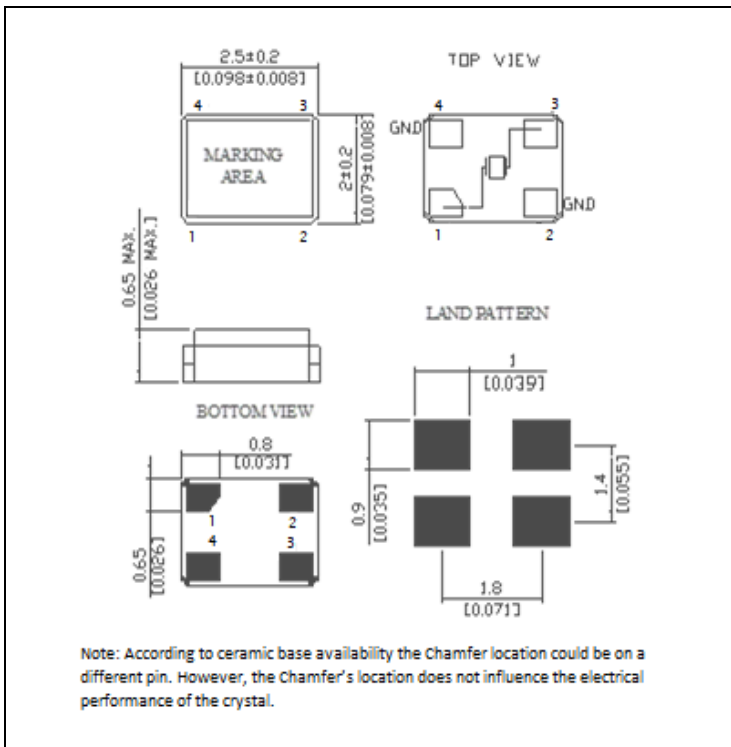 2.5±0.2
[0.098±0.008]
TOP VIEW
4 3
MARKING
AREA
1 2
2±0.2
[0.079±0.008]
4 3
GND
GND
1 2
0.65 MAX.
[0.026 MAX.]
LAND PATTERN
1
[0.039]
BOTTOM VIEW
0.8
[0.031]
1 2
4 3
0.65
[0.026]
0.9
[0.035]
1.4
[0.055]
1.8
[0.071]
Note: According to ceramic base availability the Chamfer location could be on a
different pin. However, the Chamfer's location does not influence the electrical
performance of the crystal.